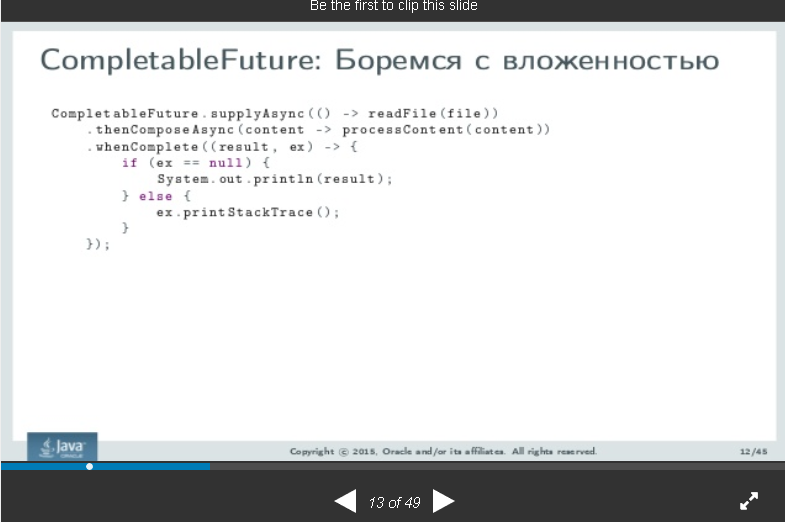 Be the first to clip this slide
CompletableFuture: Боремся с вложенностью
CompletableFuture.supplyAsync(() -> readFile(file))
    .thenComposeAsync(content -> processContent(content))
    .whenComplete((result, ex) -> {
        if (ex == null) {
            System.out.println(result);
        } else {
            ex.printStackTrace();
        }
    });
Java
ORACLE
Copyright © 2015, Oracle and/or its affiliates. All rights reserved.
12/45
13 of 49